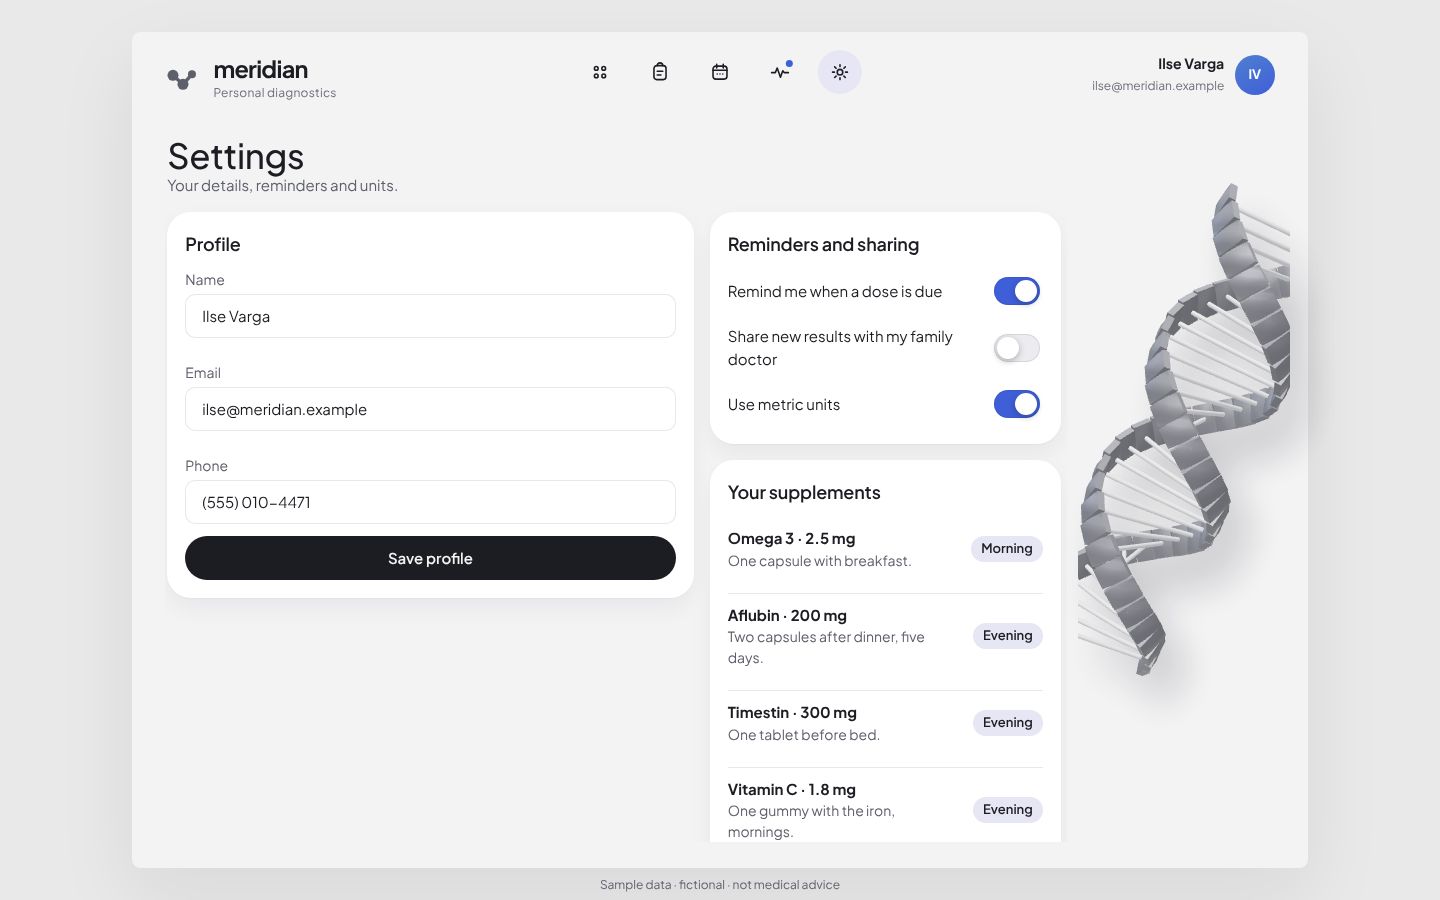 meridian
Personal diagnostics
Ilse Varga
ilse@meridian.example
IV
Settings
Your details, reminders and units.
Profile
Name
Ilse Varga
Email
ilse@meridian.example
Phone
(555) 010–4471
Save profile
Reminders and sharing
Remind me when a dose is due
Share new results with my family
doctor
Use metric units
Your supplements
Omega 3 · 2.5 mg
One capsule with breakfast.
Morning
Aflubin · 200 mg
Two capsules after dinner, five
days.
Evening
Timestin · 300 mg
One tablet before bed.
Evening
Vitamin C · 1.8 mg
One gummy with the iron,
mornings.
Evening
Sample data · fictional · not medical advice